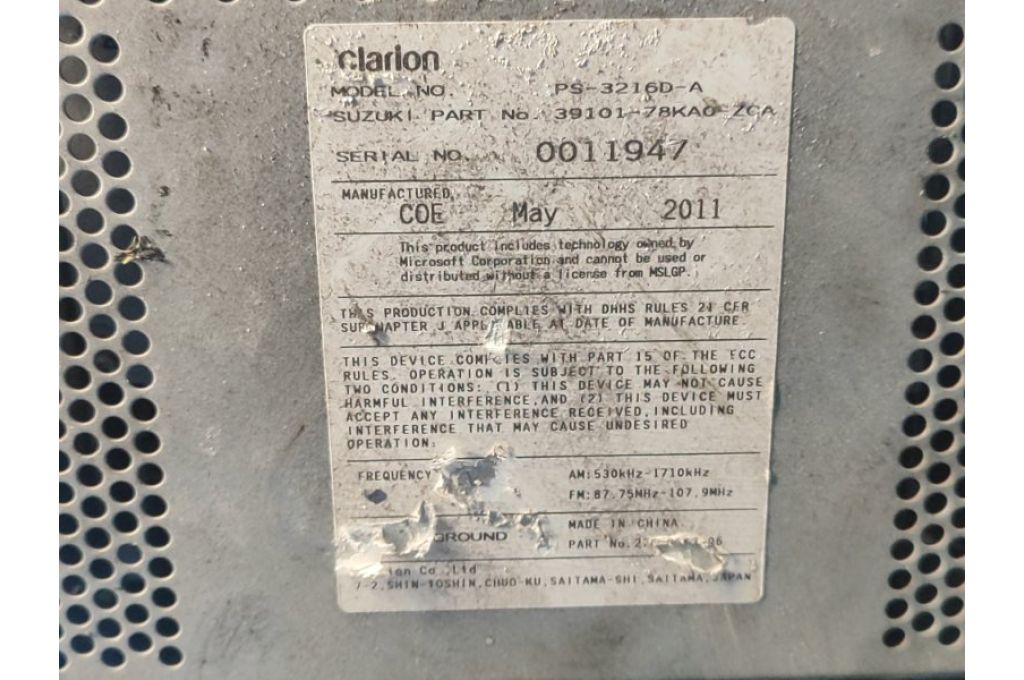 clarion
MODEL NO. PS-3216D-A
SUZUKI PART No. 39101-78KA0-ZCA
SERIAL NO. 0011947
MANUFACTURED.
COE May 2011
This product includes technology owned by
Microsoft Corporation and cannot be used or
distributed without a license from MSLGP.
THIS PRODUCTION COMPLIES WITH DHHS RULES 21 CFR
SUBCHAPTER J APPLICABLE AT DATE OF MANUFACTURE.
THIS DEVICE COMPLIES WITH PART 15 OF THE FCC
RULES. OPERATION IS SUBJECT TO THE FOLLOWING
TWO CONDITIONS: (1) THIS DEVICE MAY NOT CAUSE
HARMFUL INTERFERENCE,AND (2) THIS DEVICE MUST
ACCEPT ANY INTERFERENCE RECEIVED,INCLUDING
INTERFERENCE THAT MAY CAUSE UNDESIRED
OPERATION.
FREQUENCY AM:530kHz-1710kHz
FM:87.75MHz-107.9MHz
GROUND MADE IN CHINA
PART No.
Co.,Ltd
7-2,SHIN-TOSHIN,CHUO-KU,SAITAMA-SHI,SAITAMA,JAPAN